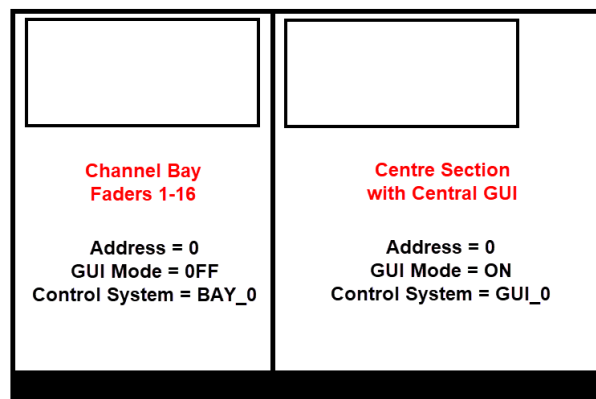 Channel Bay
Faders 1-16
Address = 0
GUI Mode = 0FF
Control System = BAY_0
Centre Section
with Central GUI
Address = 0
GUI Mode = ON
Control System = GUI_0